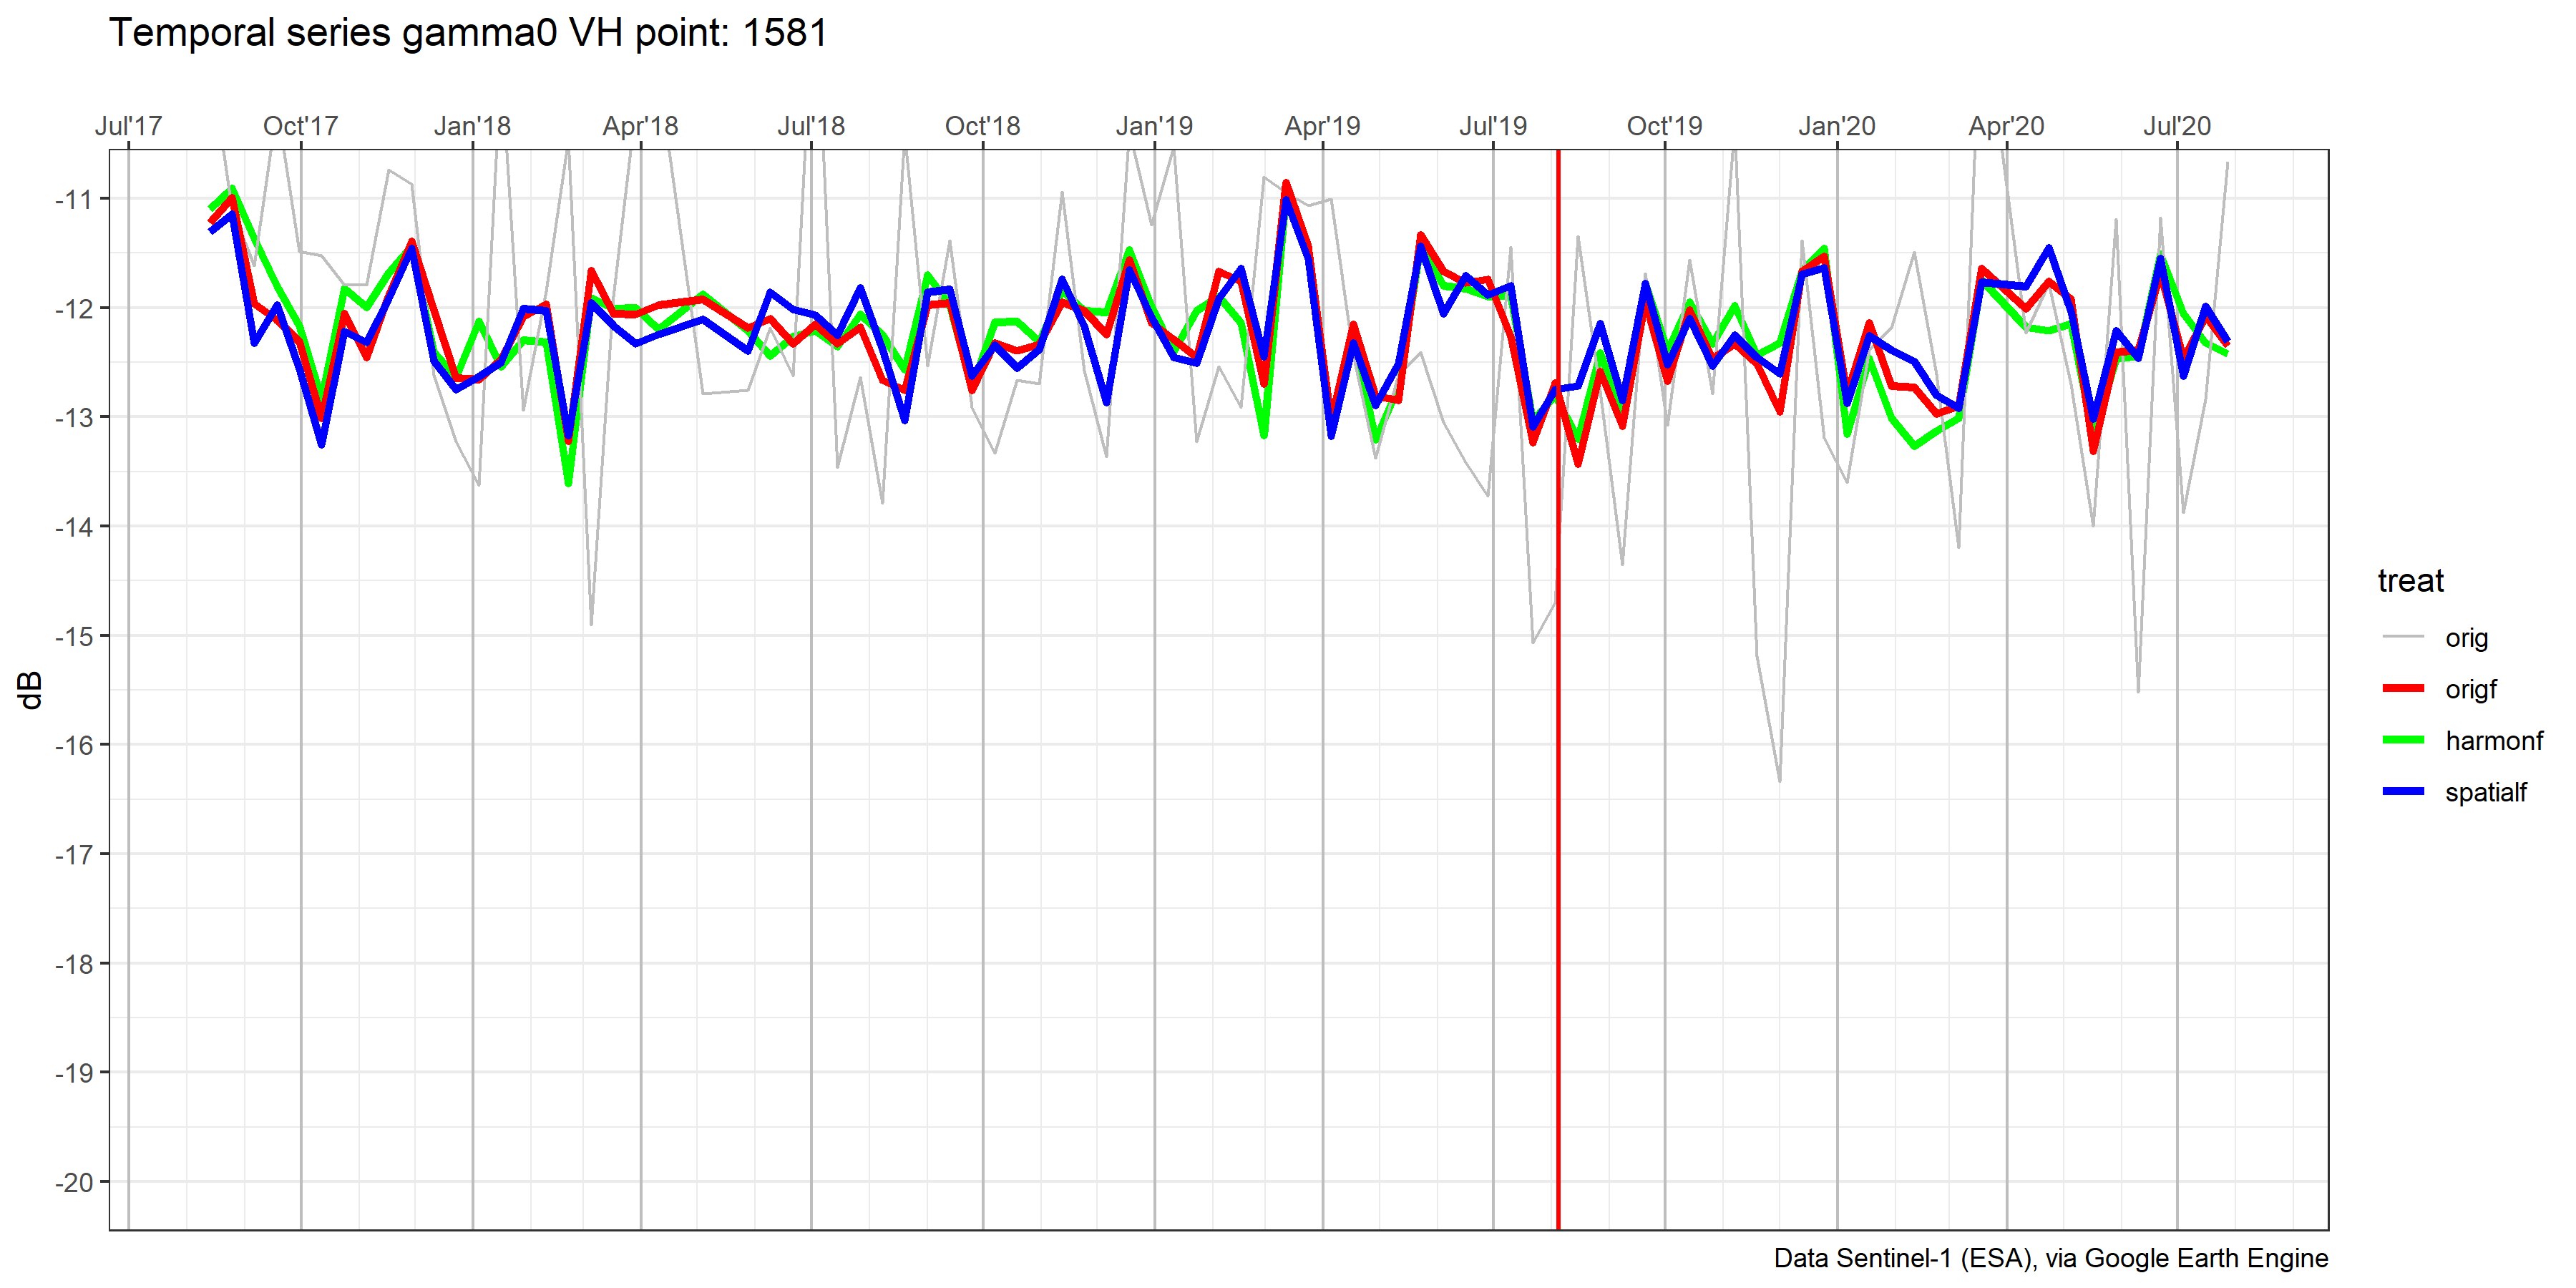 Temporal series gamma0 VH point: 1581
Jul'17 Oct'17 Jan'18 Apr'18 Jul'18 Oct'18 Jan'19 Apr'19 Jul'19 Oct'19 Jan'20 Apr'20 Jul'20
-11
-12
-13
-14
-15
-16
-17
-18
-19
-20
dB
treat
orig
origf
harmonf
spatialf
Data Sentinel-1 (ESA), via Google Earth Engine